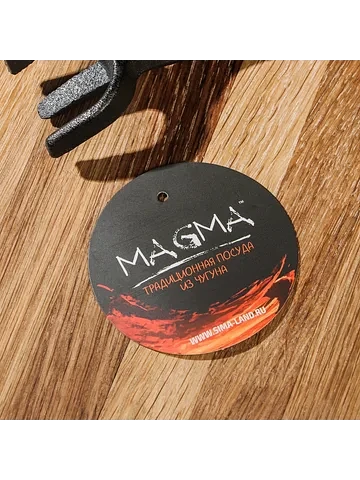 MAGMA™
ТРАДИЦИОННАЯ ПОСУДА
ИЗ ЧУГУНА
WWW.SIMA-LAND.RU